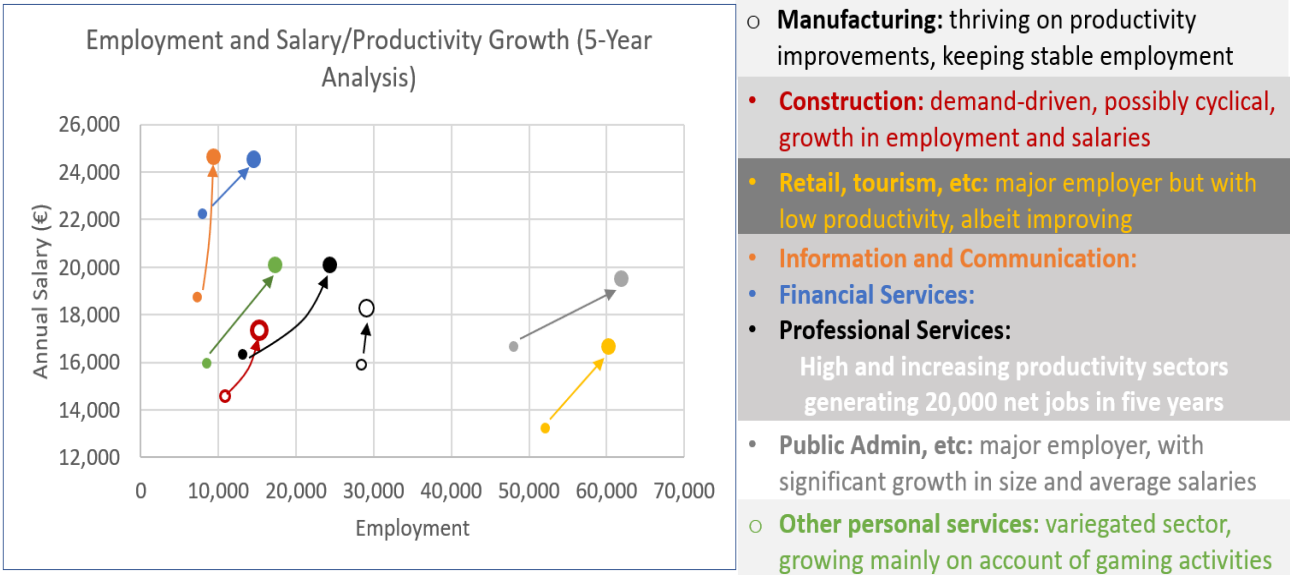 Employment and Salary/Productivity Growth (5-Year
Analysis)
Annual Salary (€)
26,000
24,000
22,000
20,000
18,000
16,000
14,000
12,000
0 10,000 20,000 30,000 40,000 50,000 60,000 70,000
Employment
○ Manufacturing: thriving on productivity
improvements, keeping stable employment
• Construction: demand-driven, possibly cyclical,
growth in employment and salaries
• Retail, tourism, etc: major employer but with
low productivity, albeit improving
• Information and Communication:
• Financial Services:
• Professional Services:
High and increasing productivity sectors
generating 20,000 net jobs in five years
• Public Admin, etc: major employer, with
significant growth in size and average salaries
○ Other personal services: variegated sector,
growing mainly on account of gaming activities